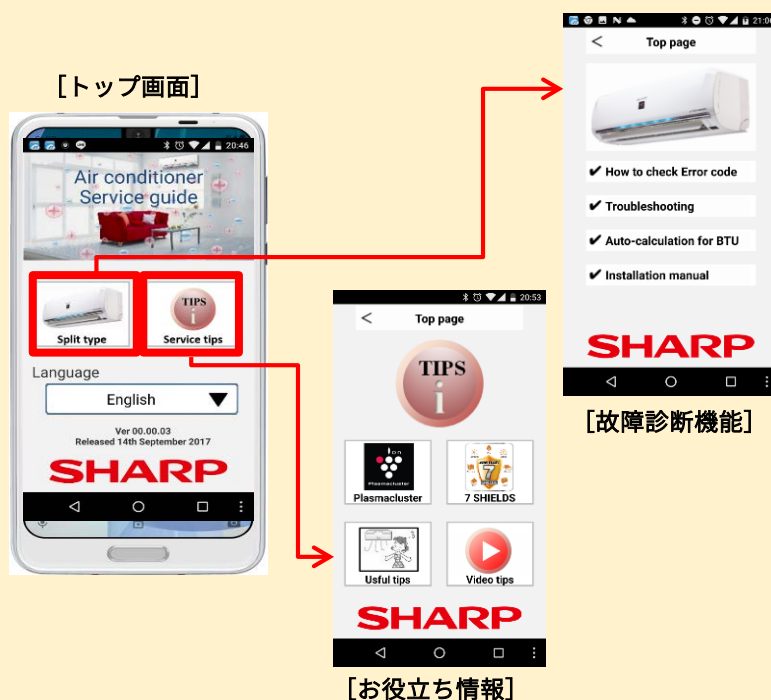 [トップ画面]
20:46
Air conditioner
Service guide
Split type
TIPS
i
Service tips
Language
English
Ver 00.00.03
Released 14th September 2017
SHARP
21:06
Top page
How to check Error code
Troubleshooting
Auto-calculation for BTU
Installation manual
SHARP
[故障診断機能]
20:53
Top page
TIPS
i
ion
Plasmacluster
Plasmacluster
7
7 SHIELDS
Usful tips
Video tips
SHARP
[お役立ち情報]